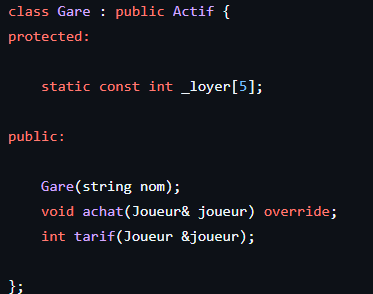 class Gare : public Actif {
protected:
static const int _loyer[5];
public:
Gare(string nom);
void achat(Joueur& joueur) override;
int tarif(Joueur &joueur);
};